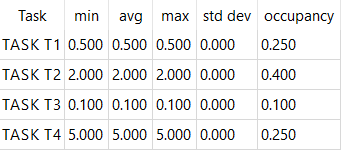 Task min avg max std dev occupancy
TASK T1 0.500 0.500 0.500 0.000 0.250
TASK T2 2.000 2.000 2.000 0.000 0.400
TASK T3 0.100 0.100 0.100 0.000 0.100
TASK T4 5.000 5.000 5.000 0.000 0.250